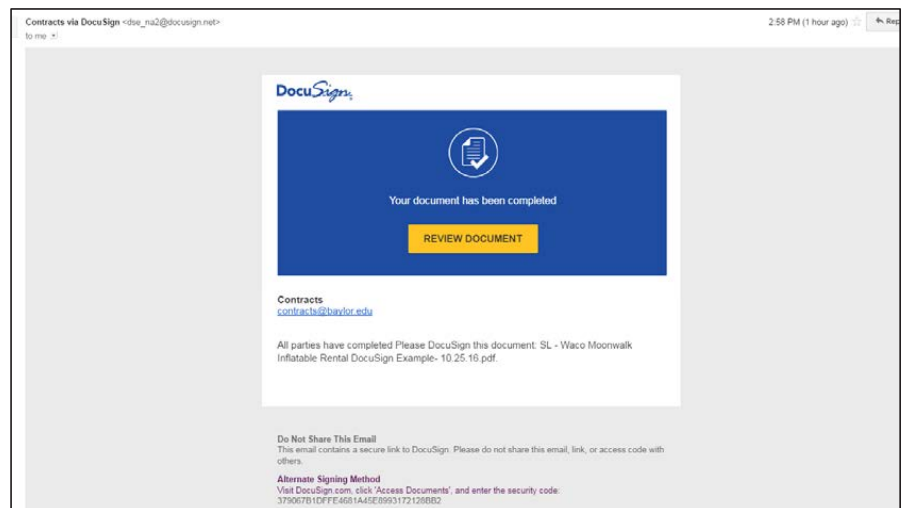 Contracts via DocuSign <dse_na2@docusign.net>
2:58 PM (1 hour ago)
to me
DocuSign
Your document has been completed
REVIEW DOCUMENT
Contracts
contracts@baylor.edu
All parties have completed Please DocuSign this document: SL - Waco Moonwalk
Inflatable Rental DocuSign Example- 10.25.16.pdf.
Do Not Share This Email
This email contains a secure link to DocuSign. Please do not share this email, link, or access code with
others.
Alternate Signing Method
Visit DocuSign.com, click 'Access Documents', and enter the security code:
379067B1DFFE4681A45E8993172128BB2